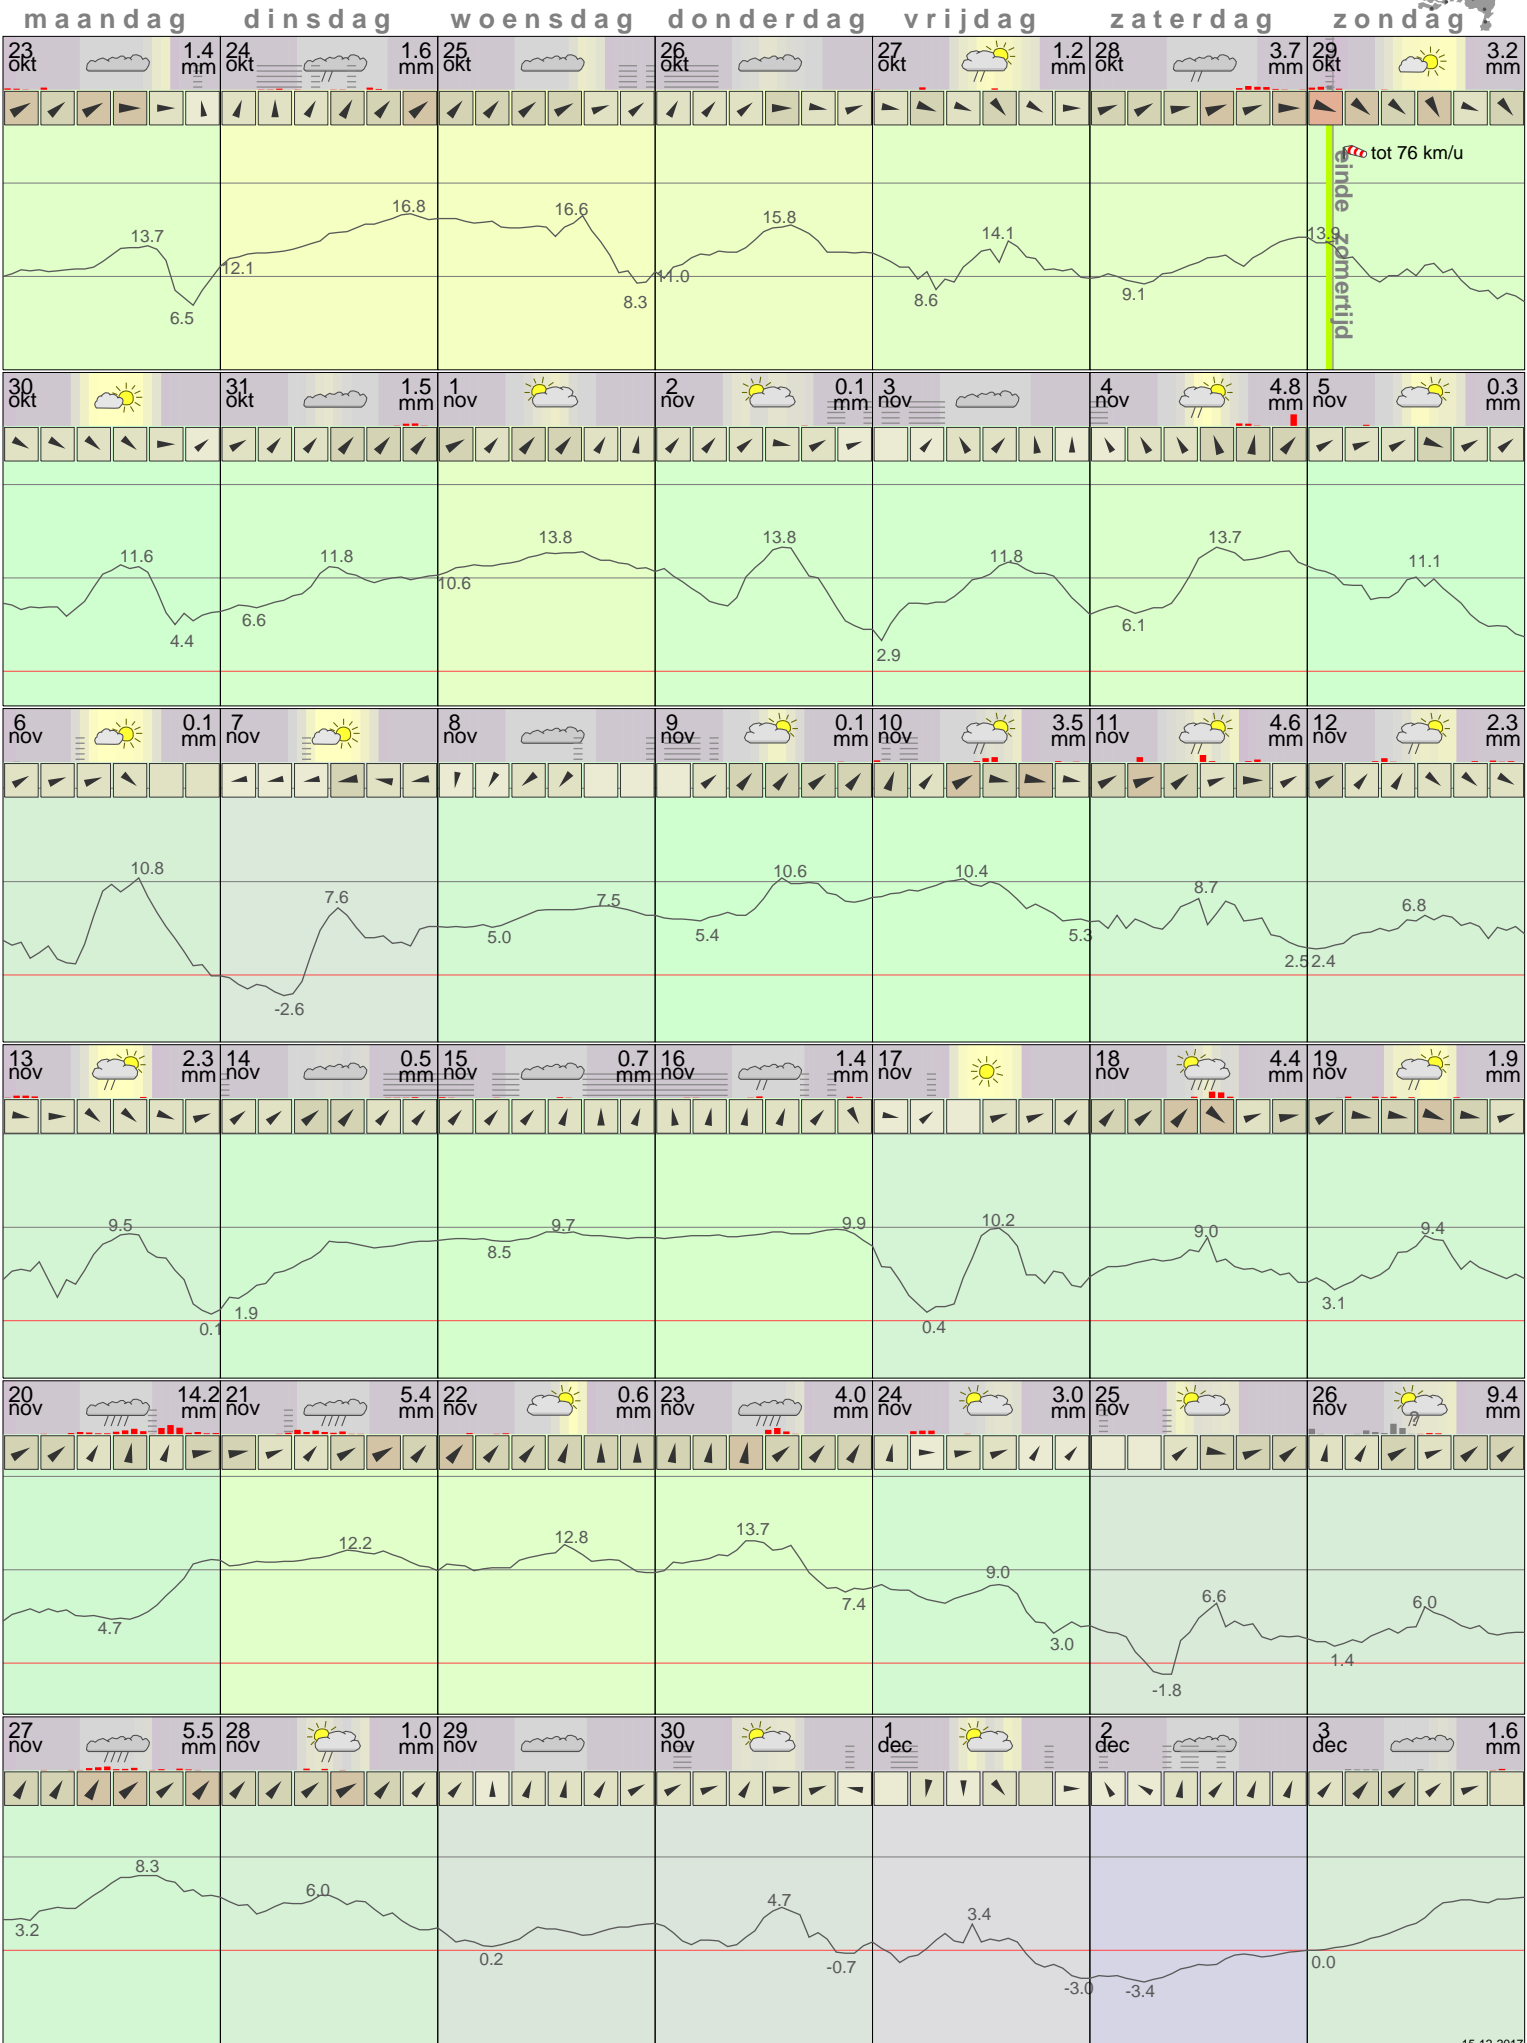 maandag dinsdag woensdag donderdag vrijdag zaterdag zondag
23 okt 1.4 mm 24 okt 1.6 mm 25 okt 26 okt 27 okt 1.2 mm 28 okt 3.7 mm 29 okt 3.2 mm
tot 76 km/u
einde zomertijd
13.7 6.5 12.1 16.8 16.6 8.3 11.0 15.8 8.6 14.1 9.1 13.9
30 okt 31 okt 1.5 mm 1 nov 2 nov 0.1 mm 3 nov 4 nov 4.8 mm 5 nov 0.3 mm
11.6 4.4 6.6 11.8 10.6 13.8 13.8 2.9 11.8 6.1 13.7 11.1
6 nov 0.1 mm 7 nov 8 nov 9 nov 0.1 mm 10 nov 3.5 mm 11 nov 4.6 mm 12 nov 2.3 mm
10.8 -2.6 7.6 5.0 7.5 5.4 10.6 10.4 5.3 8.7 2.5 2.4 6.8
13 nov 2.3 mm 14 nov 0.5 mm 15 nov 0.7 mm 16 nov 1.4 mm 17 nov 18 nov 4.4 mm 19 nov 1.9 mm
9.5 0.1 1.9 8.5 9.7 9.9 0.4 10.2 9.0 3.1 9.4
20 nov 14.2 mm 21 nov 5.4 mm 22 nov 0.6 mm 23 nov 4.0 mm 24 nov 3.0 mm 25 nov 26 nov 9.4 mm
4.7 12.2 12.8 13.7 7.4 9.0 3.0 -1.8 6.6 1.4 6.0
27 nov 5.5 mm 28 nov 1.0 mm 29 nov 30 nov 1 dec 2 dec 3 dec 1.6 mm
3.2 8.3 6.0 0.2 4.7 -0.7 3.4 -3.0 -3.4 0.0